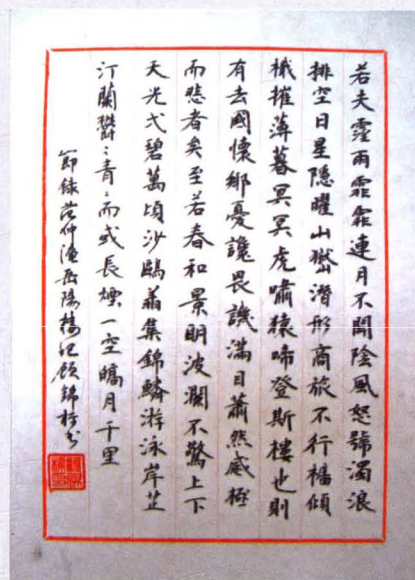 若夫霪雨霏霏連月不開陰風怒號濁浪
排空日星隱曜山嶽潛形商旅不行檣傾
檝摧薄暮冥冥虎嘯猿啼登斯樓也則
有去國懷鄉憂讒畏譏滿目蕭然感極
而悲者矣至若春和景明波瀾不驚上下
天光弌碧萬頃沙鷗翕集錦鱗游泳岸芷
汀蘭鬱〻青〻而或長煙一空皜月千里
節錄范仲淹岳陽樓記顧錦